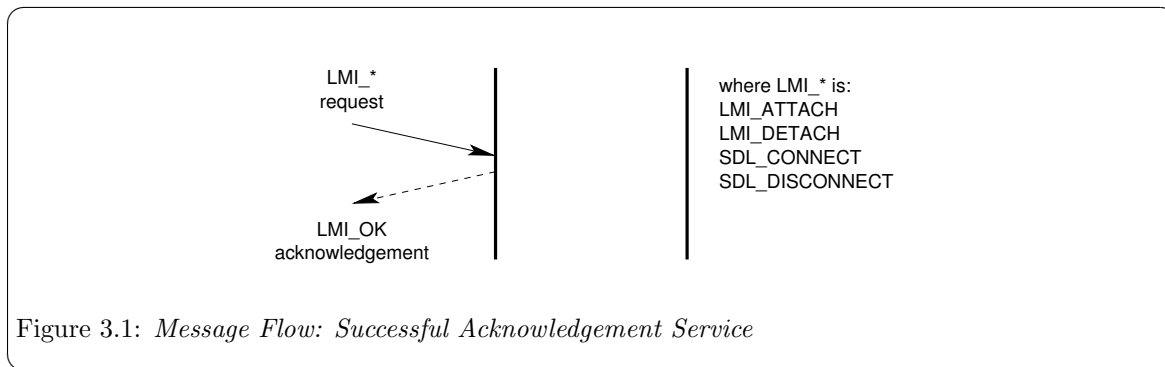 LMI_*
request
LMI_OK
acknowledgement
where LMI_* is:
LMI_ATTACH
LMI_DETACH
SDL_CONNECT
SDL_DISCONNECT
Figure 3.1: Message Flow: Successful Acknowledgement Service